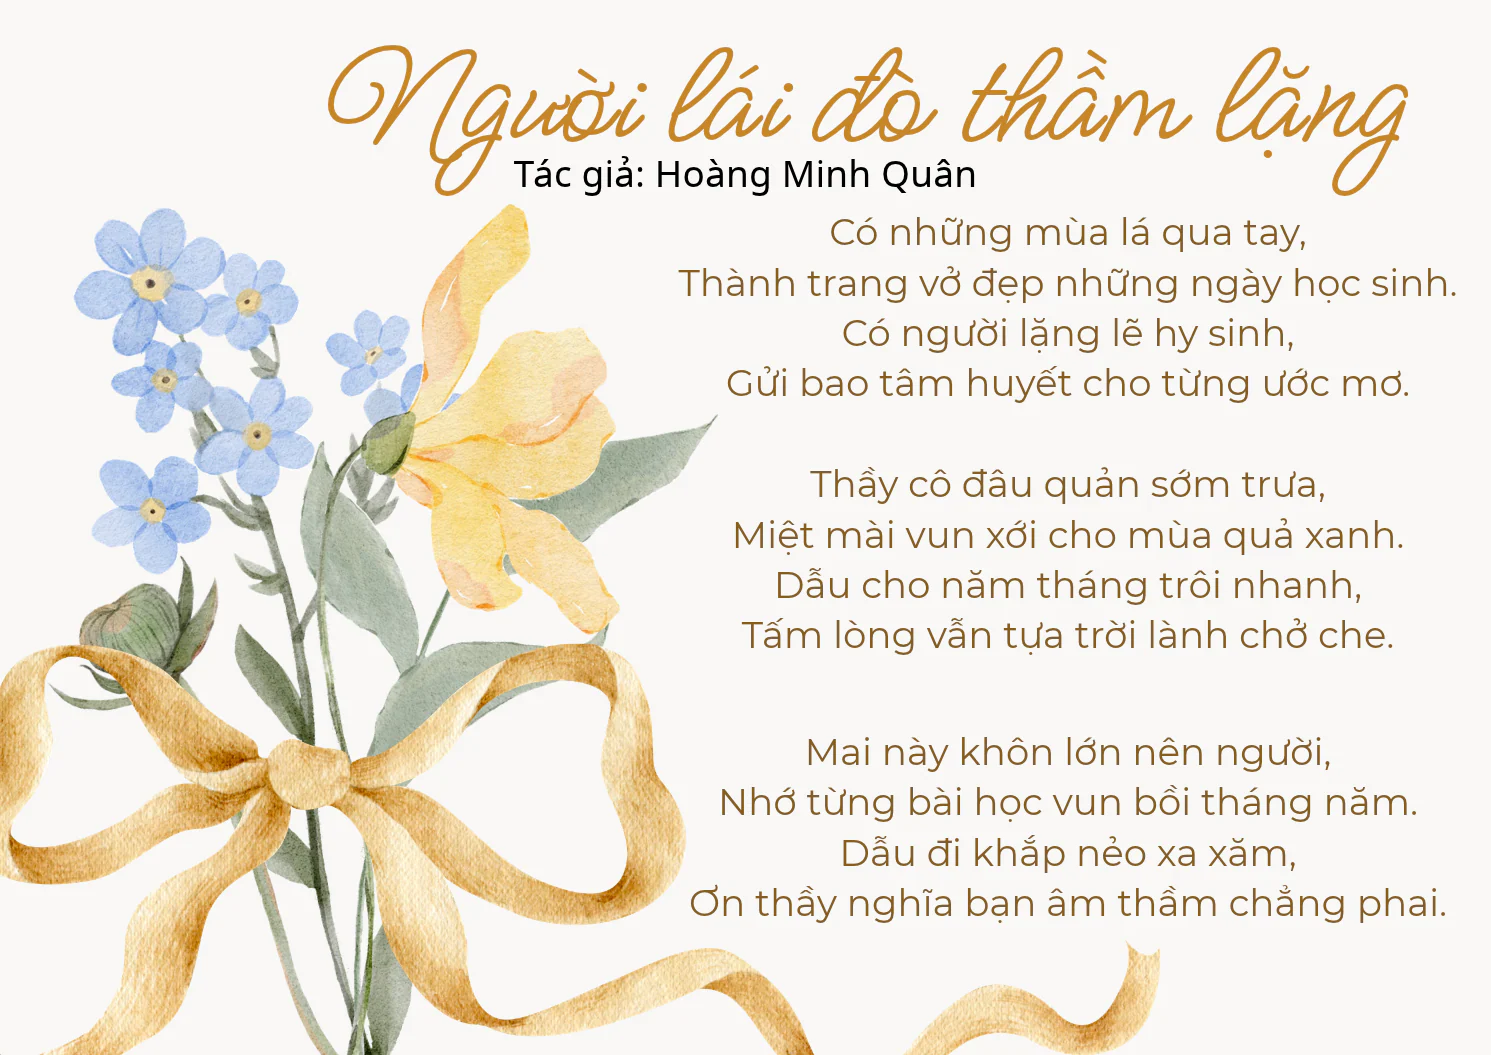 Người lái đò thầm lặng
Tác giả: Hoàng Minh Quân
Có những mùa lá qua tay,
Thành trang vở đẹp những ngày học sinh.
Có người lặng lẽ hy sinh,
Gửi bao tâm huyết cho từng ước mơ.
Thầy cô đâu quản sớm trưa,
Miệt mài vun xới cho mùa quả xanh.
Dẫu cho năm tháng trôi nhanh,
Tấm lòng vẫn tựa trời lành chở che.
Mai này khôn lớn nên người,
Nhớ từng bài học vun bồi tháng năm.
Dẫu đi khắp nẻo xa xăm,
Ơn thầy nghĩa bạn âm thầm chẳng phai.